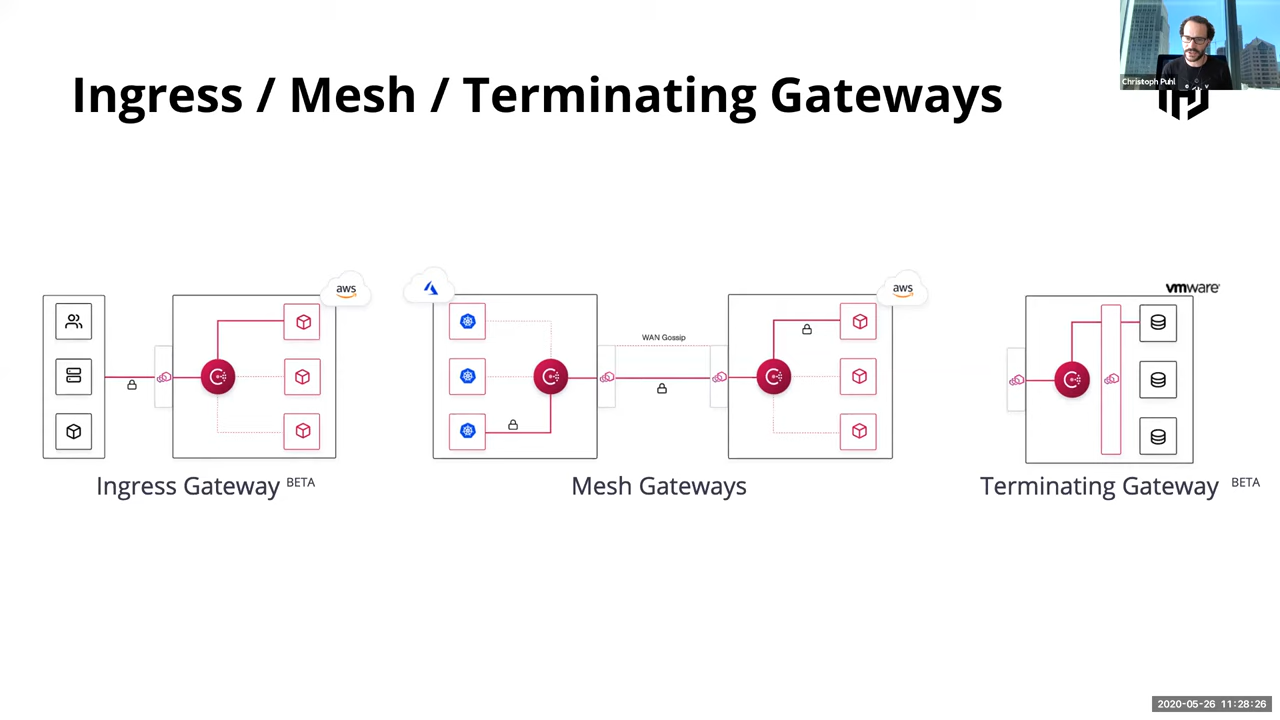 Christoph Puhl
Ingress / Mesh / Terminating Gateways
aws
aws
vmware
WAN Gossip
Ingress Gateway BETA
Mesh Gateways
Terminating Gateway BETA
2020-05-26 11:28:26